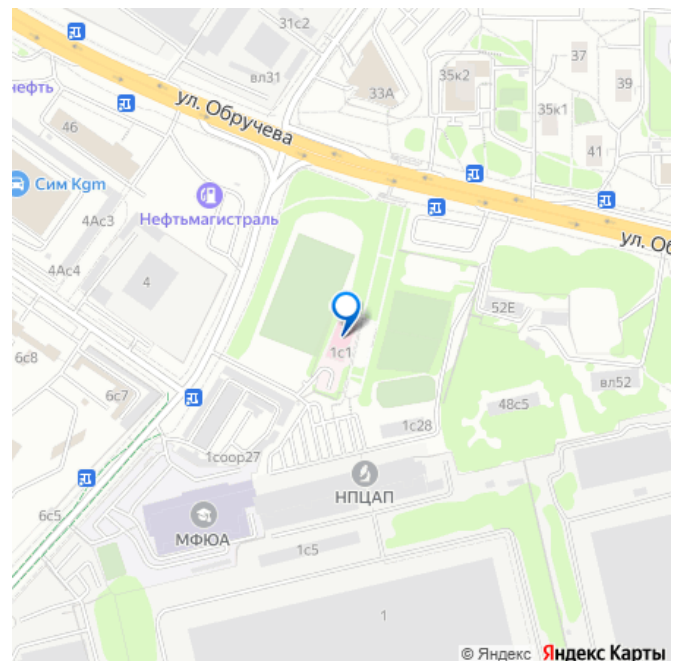 31с2
вл31
37
35к2
33А
39
нефть
ул. Обручева
35к1
46
41
Сим Kgm
Нефтьмагистраль
4Ас3
ул. Об
4Ас4
4
52Е
1с1
6с8
вл52
6с7
48с5
1с28
1соор27
НПЦАП
6с5
МФЮА
1с5
1
© Яндекс Яндекс Карты